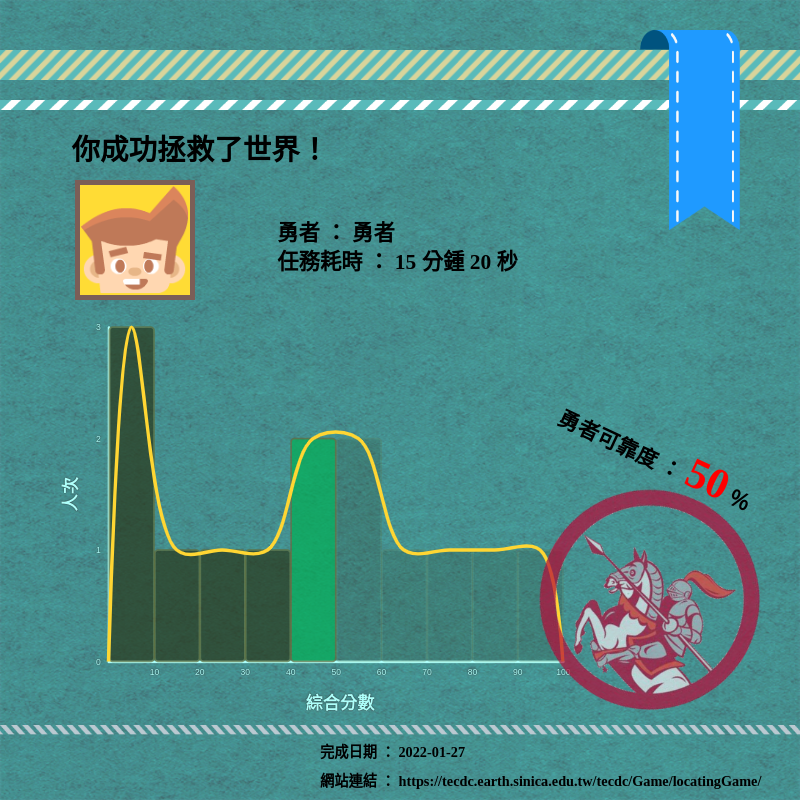 你成功拯救了世界！
勇者 ： 勇者
任務耗時 ： 15 分鍾 20 秒
勇者可靠度 ： 50 %
3
2
1
0
人次
10 20 30 40 50 60 70 80 90 100
綜合分數
完成日期 ： 2022-01-27
網站連結 ： https://tecdc.earth.sinica.edu.tw/tecdc/Game/locatingGame/